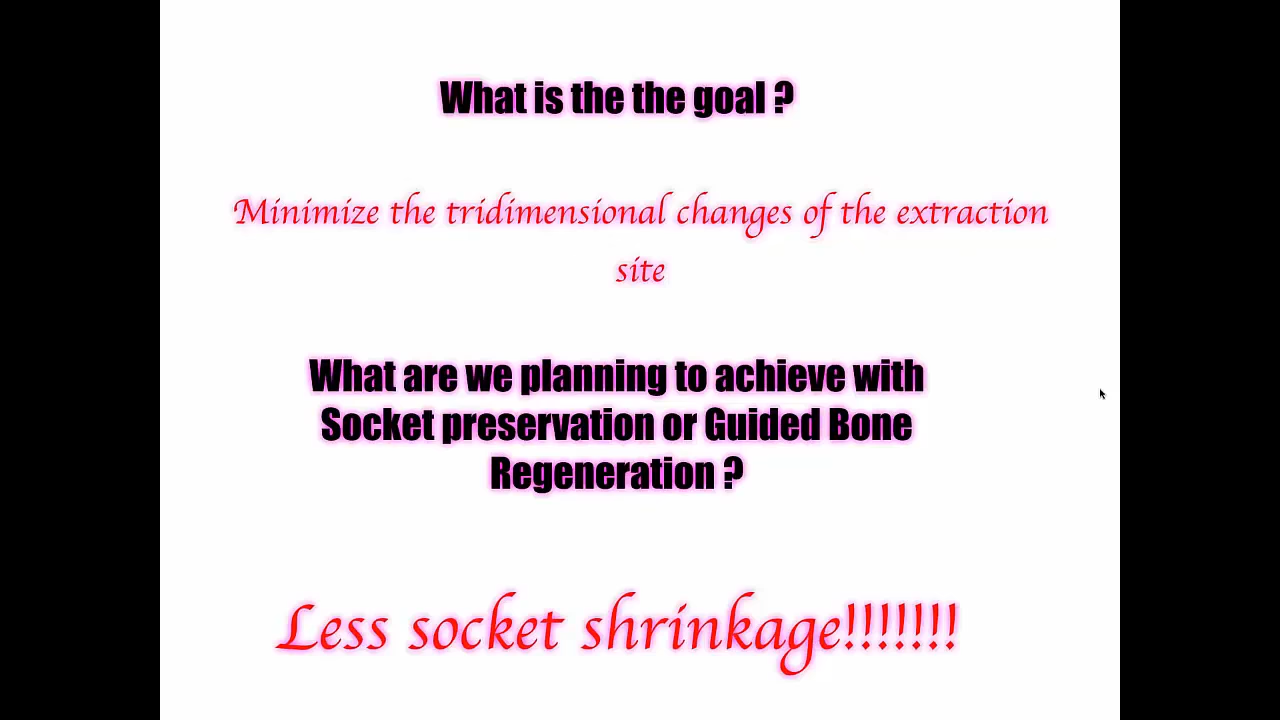 What is the the goal ?
Minimize the tridimensional changes of the extraction
site
What are we planning to achieve with
Socket preservation or Guided Bone
Regeneration ?
Less socket shrinkage!!!!!!!